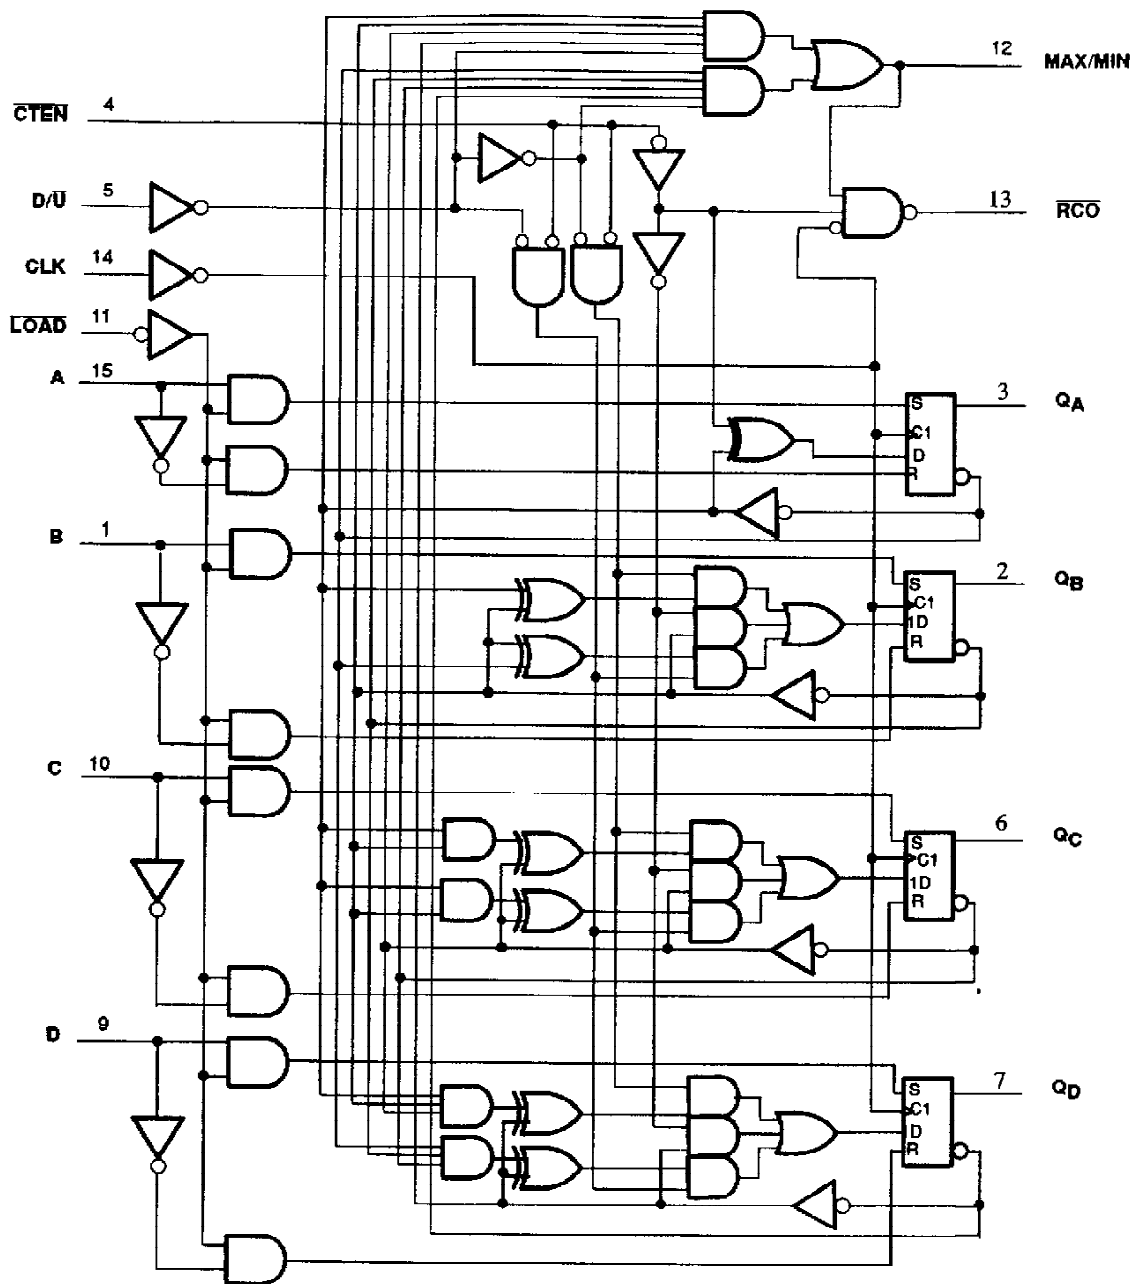 12 MAX/MIN
CTEN 4
D/U 5
13 RCO
CLK 14
LOAD 11
A 15
3 QA
S
C1
D
R
B 1
2 QB
S
C1
1D
R
C 10
6 QC
S
C1
1D
R
D 9
7 QD
S
C1
D
R